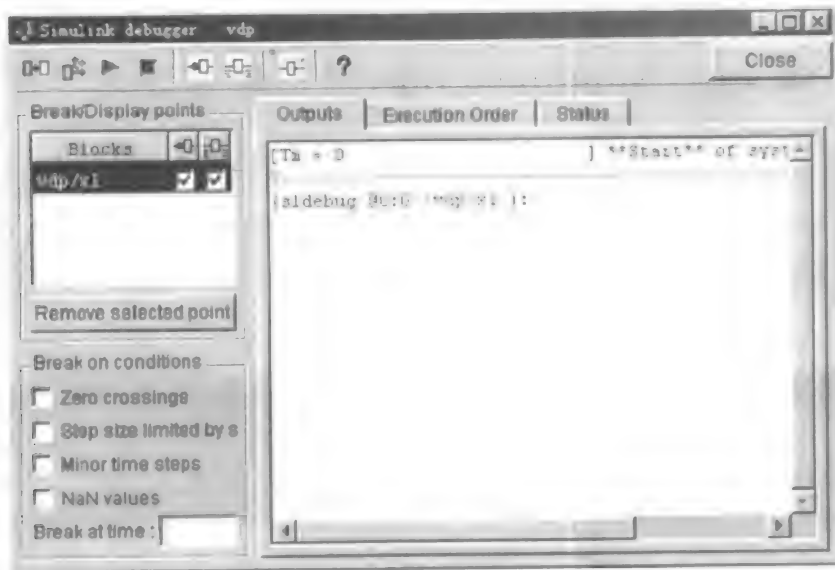 Simulink debugger vdp
?
Close
Break/Display points
Blocks
vdp/x1
Remove selected point
Break on conditions
Zero crossings
Step size limited by s
Minor time steps
NaN values
Break at time :
Outputs
Execution Order
Status
[Tm = 0 ] **Start** of syst
(sldebug